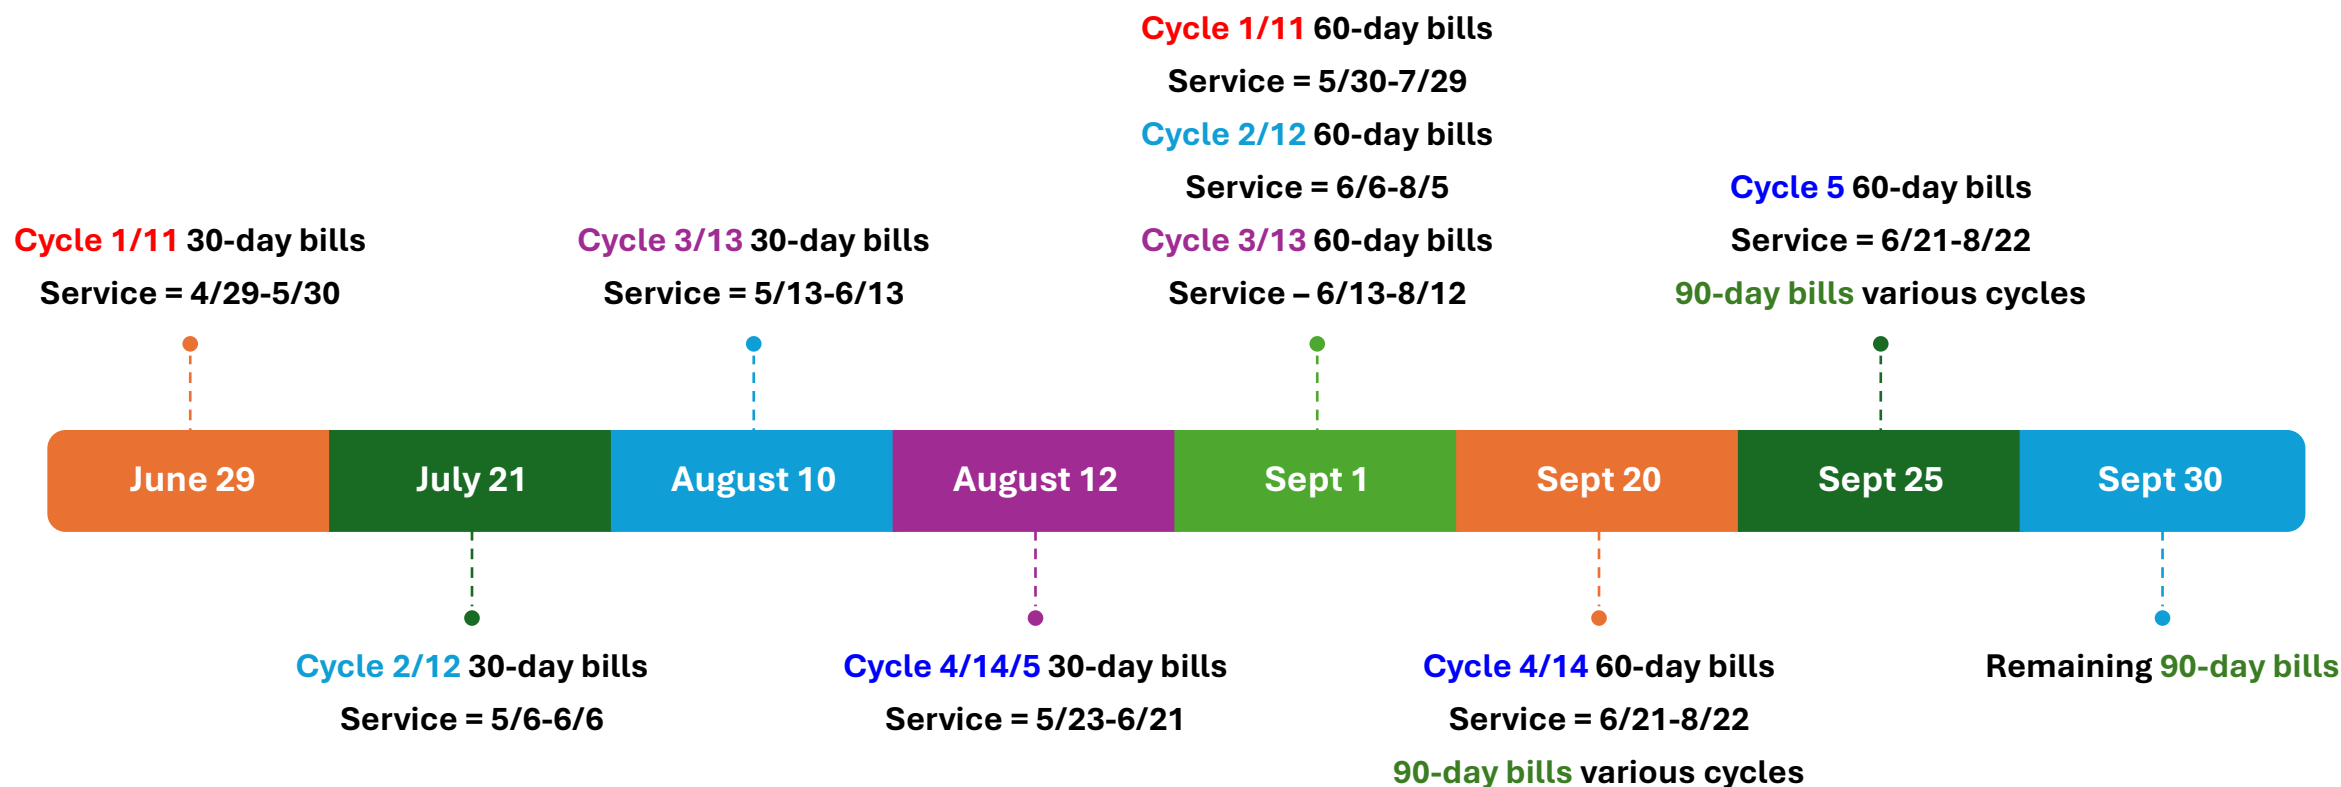 Cycle 1/11 60-day bills
Service = 5/30-7/29
Cycle 2/12 60-day bills
Service = 6/6-8/5
Cycle 3/13 60-day bills
Service – 6/13-8/12
Cycle 5 60-day bills
Service = 6/21-8/22
90-day bills various cycles
Cycle 1/11 30-day bills
Service = 4/29-5/30
Cycle 3/13 30-day bills
Service = 5/13-6/13
June 29
July 21
August 10
August 12
Sept 1
Sept 20
Sept 25
Sept 30
Cycle 2/12 30-day bills
Service = 5/6-6/6
Cycle 4/14/5 30-day bills
Service = 5/23-6/21
Cycle 4/14 60-day bills
Service = 6/21-8/22
90-day bills various cycles
Remaining 90-day bills